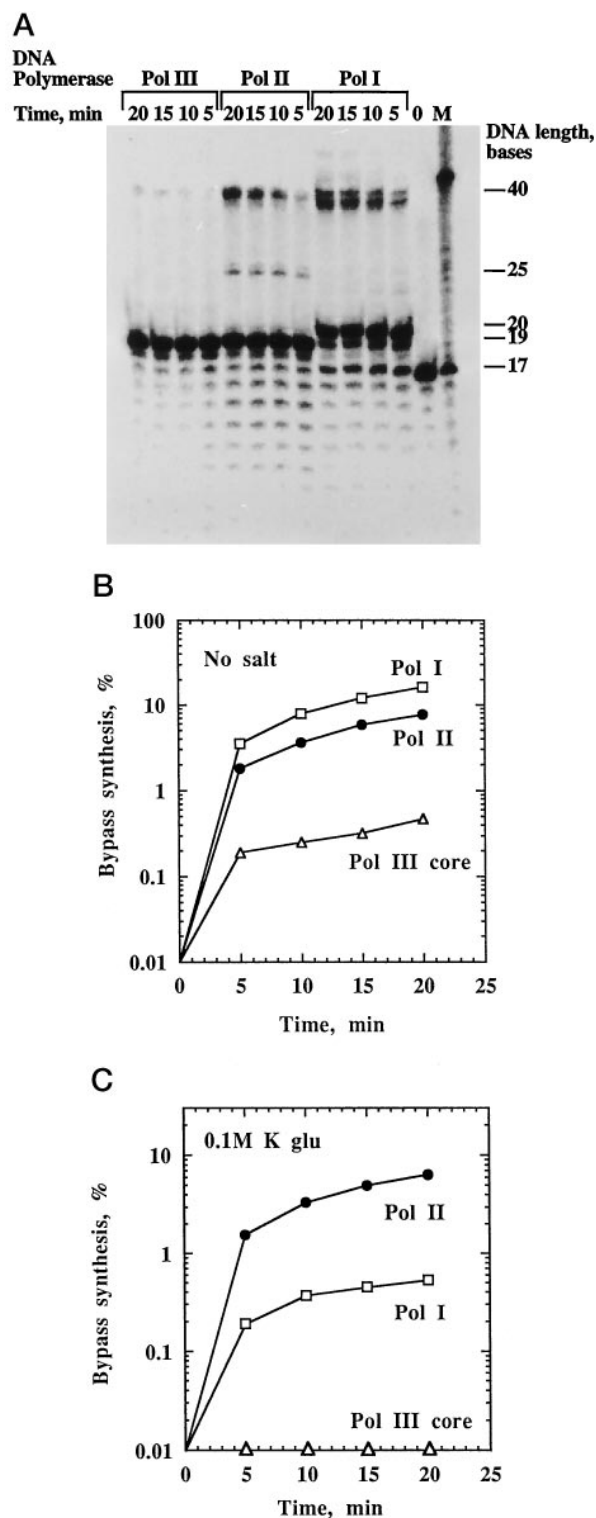 A
DNA
Polymerase Pol III Pol II Pol I
Time, min 20 15 10 5 20 15 10 5 20 15 10 5 0 M
DNA length,
bases
40
25
20
19
17
B
100
10
1
0.1
0.01
Bypass synthesis, %
No salt
Pol I
Pol II
Pol III core
0 5 10 15 20 25
Time, min
C
10
1
0.1
0.01
Bypass synthesis, %
0.1M K glu
Pol II
Pol I
Pol III core
0 5 10 15 20 25
Time, min